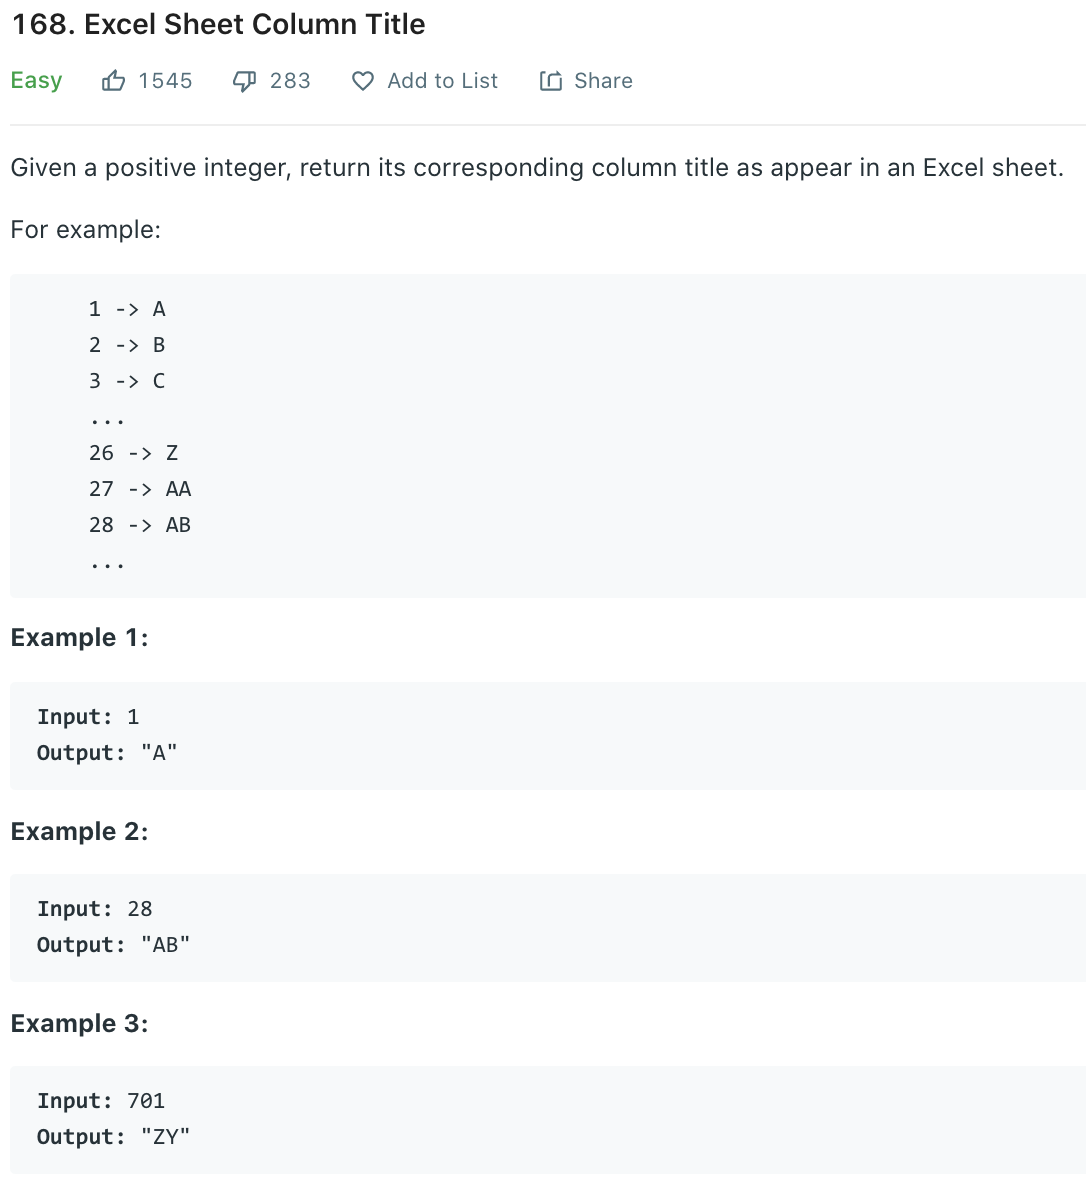 168. Excel Sheet Column Title
Easy 1545 283 Add to List Share
Given a positive integer, return its corresponding column title as appear in an Excel sheet.
For example:
1 -> A
2 -> B
3 -> C
...
26 -> Z
27 -> AA
28 -> AB
...
Example 1:
Input: 1
Output: "A"
Example 2:
Input: 28
Output: "AB"
Example 3:
Input: 701
Output: "ZY"